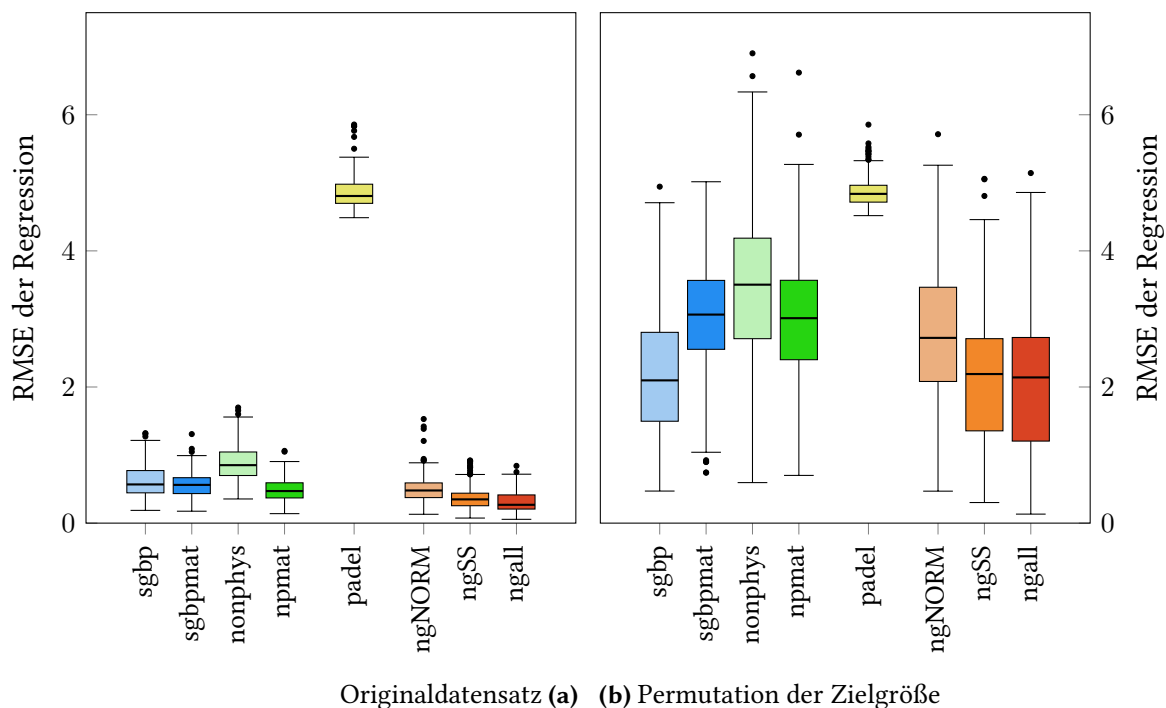 RMSE der Regression
6
4
2
0
sgbp
sgbpmat
nonphys
npmat
padel
ngNORM
ngSS
ngall
sgbp
sgbpmat
nonphys
npmat
padel
ngNORM
ngSS
ngall
6
4
2
0
RMSE der Regression
Originaldatensatz (a) (b) Permutation der Zielgröße